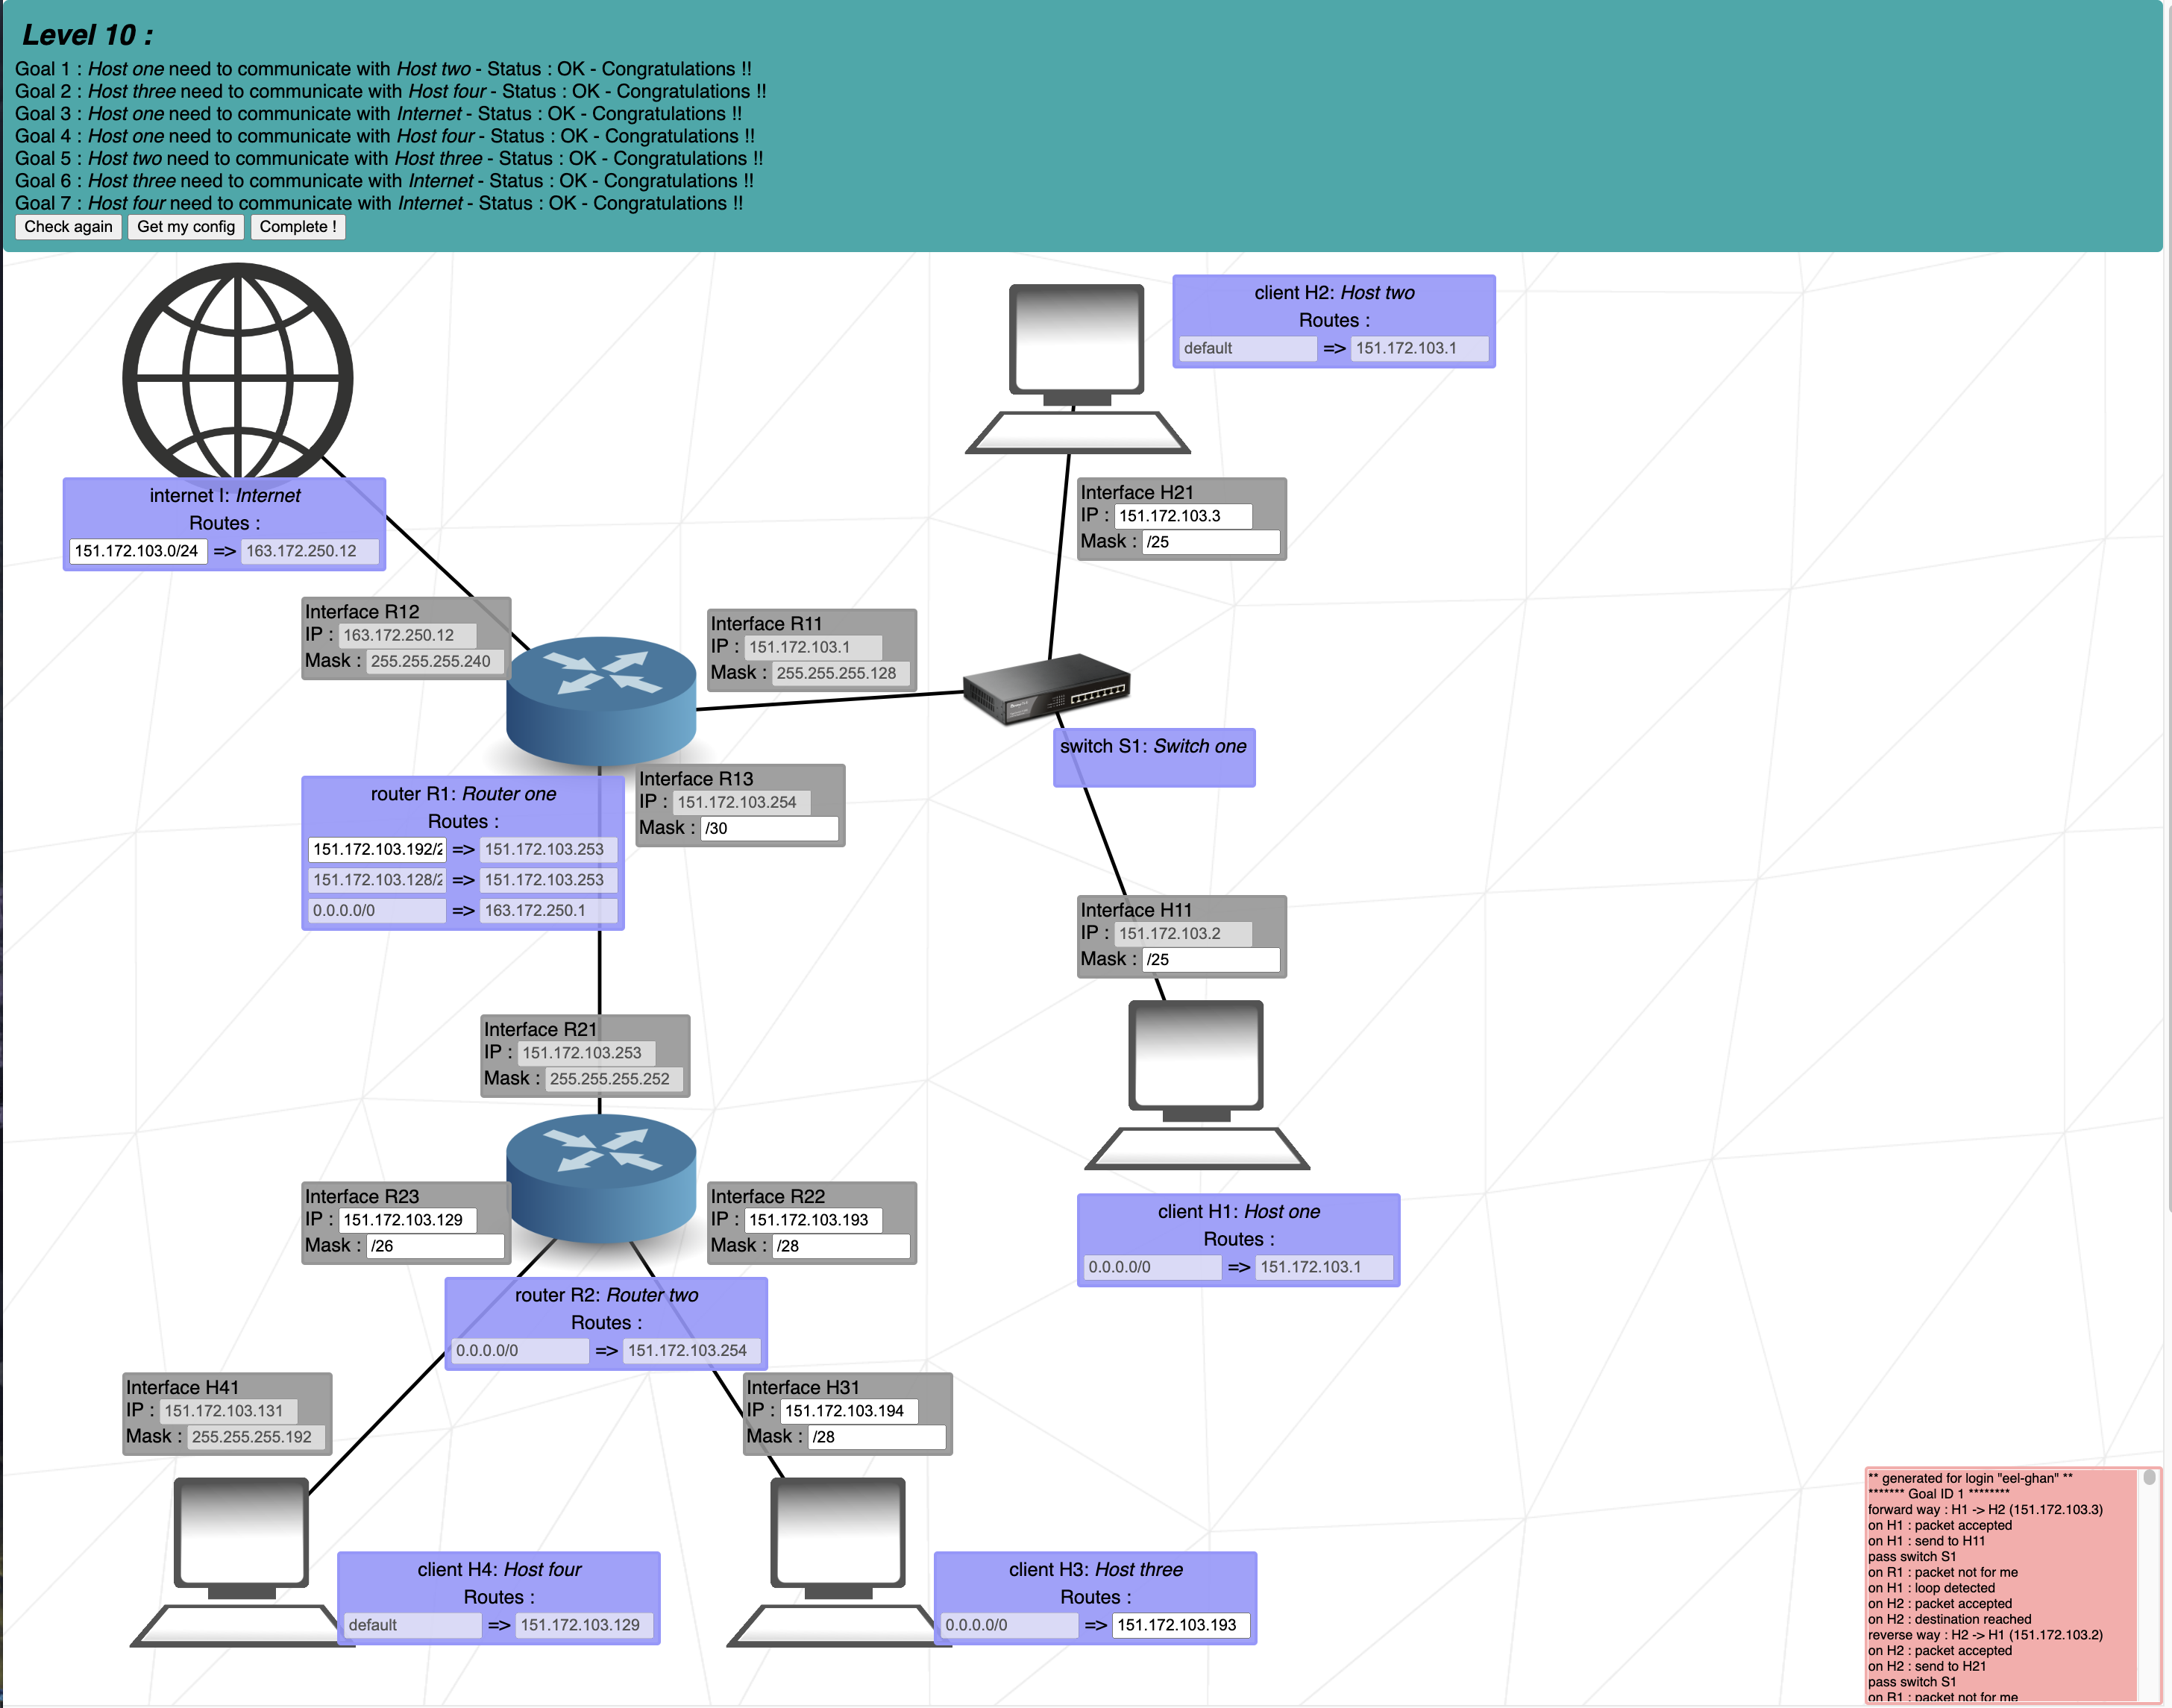 Level 10 :
Goal 1 : Host one need to communicate with Host two - Status : OK - Congratulations !!
Goal 2 : Host three need to communicate with Host four - Status : OK - Congratulations !!
Goal 3 : Host one need to communicate with Internet - Status : OK - Congratulations !!
Goal 4 : Host one need to communicate with Host four - Status : OK - Congratulations !!
Goal 5 : Host two need to communicate with Host three - Status : OK - Congratulations !!
Goal 6 : Host three need to communicate with Internet - Status : OK - Congratulations !!
Goal 7 : Host four need to communicate with Internet - Status : OK - Congratulations !!
Check again Get my config Complete !
client H2: Host two
Routes :
default => 151.172.103.1
internet I: Internet
Routes :
151.172.103.0/24 => 163.172.250.12
Interface H21
IP : 151.172.103.3
Mask : /25
Interface R12
IP : 163.172.250.12
Mask : 255.255.255.240
Interface R11
IP : 151.172.103.1
Mask : 255.255.255.128
switch S1: Switch one
Interface R13
IP : 151.172.103.254
Mask : /30
router R1: Router one
Routes :
151.172.103.192/2 => 151.172.103.253
151.172.103.128/2 => 151.172.103.253
0.0.0.0/0 => 163.172.250.1
Interface H11
IP : 151.172.103.2
Mask : /25
Interface R21
IP : 151.172.103.253
Mask : 255.255.255.252
Interface R23
IP : 151.172.103.129
Mask : /26
Interface R22
IP : 151.172.103.193
Mask : /28
client H1: Host one
Routes :
0.0.0.0/0 => 151.172.103.1
router R2: Router two
Routes :
0.0.0.0/0 => 151.172.103.254
Interface H41
IP : 151.172.103.131
Mask : 255.255.255.192
Interface H31
IP : 151.172.103.194
Mask : /28
client H4: Host four
Routes :
default => 151.172.103.129
client H3: Host three
Routes :
0.0.0.0/0 => 151.172.103.193
** generated for login "eel-ghan" **
******* Goal ID 1 ********
forward way : H1 -> H2 (151.172.103.3)
on H1 : packet accepted
on H1 : send to H11
pass switch S1
on R1 : packet not for me
on H1 : loop detected
on H2 : packet accepted
on H2 : destination reached
reverse way : H2 -> H1 (151.172.103.2)
on H2 : packet accepted
on H2 : send to H21
pass switch S1
on R1 : packet not for me